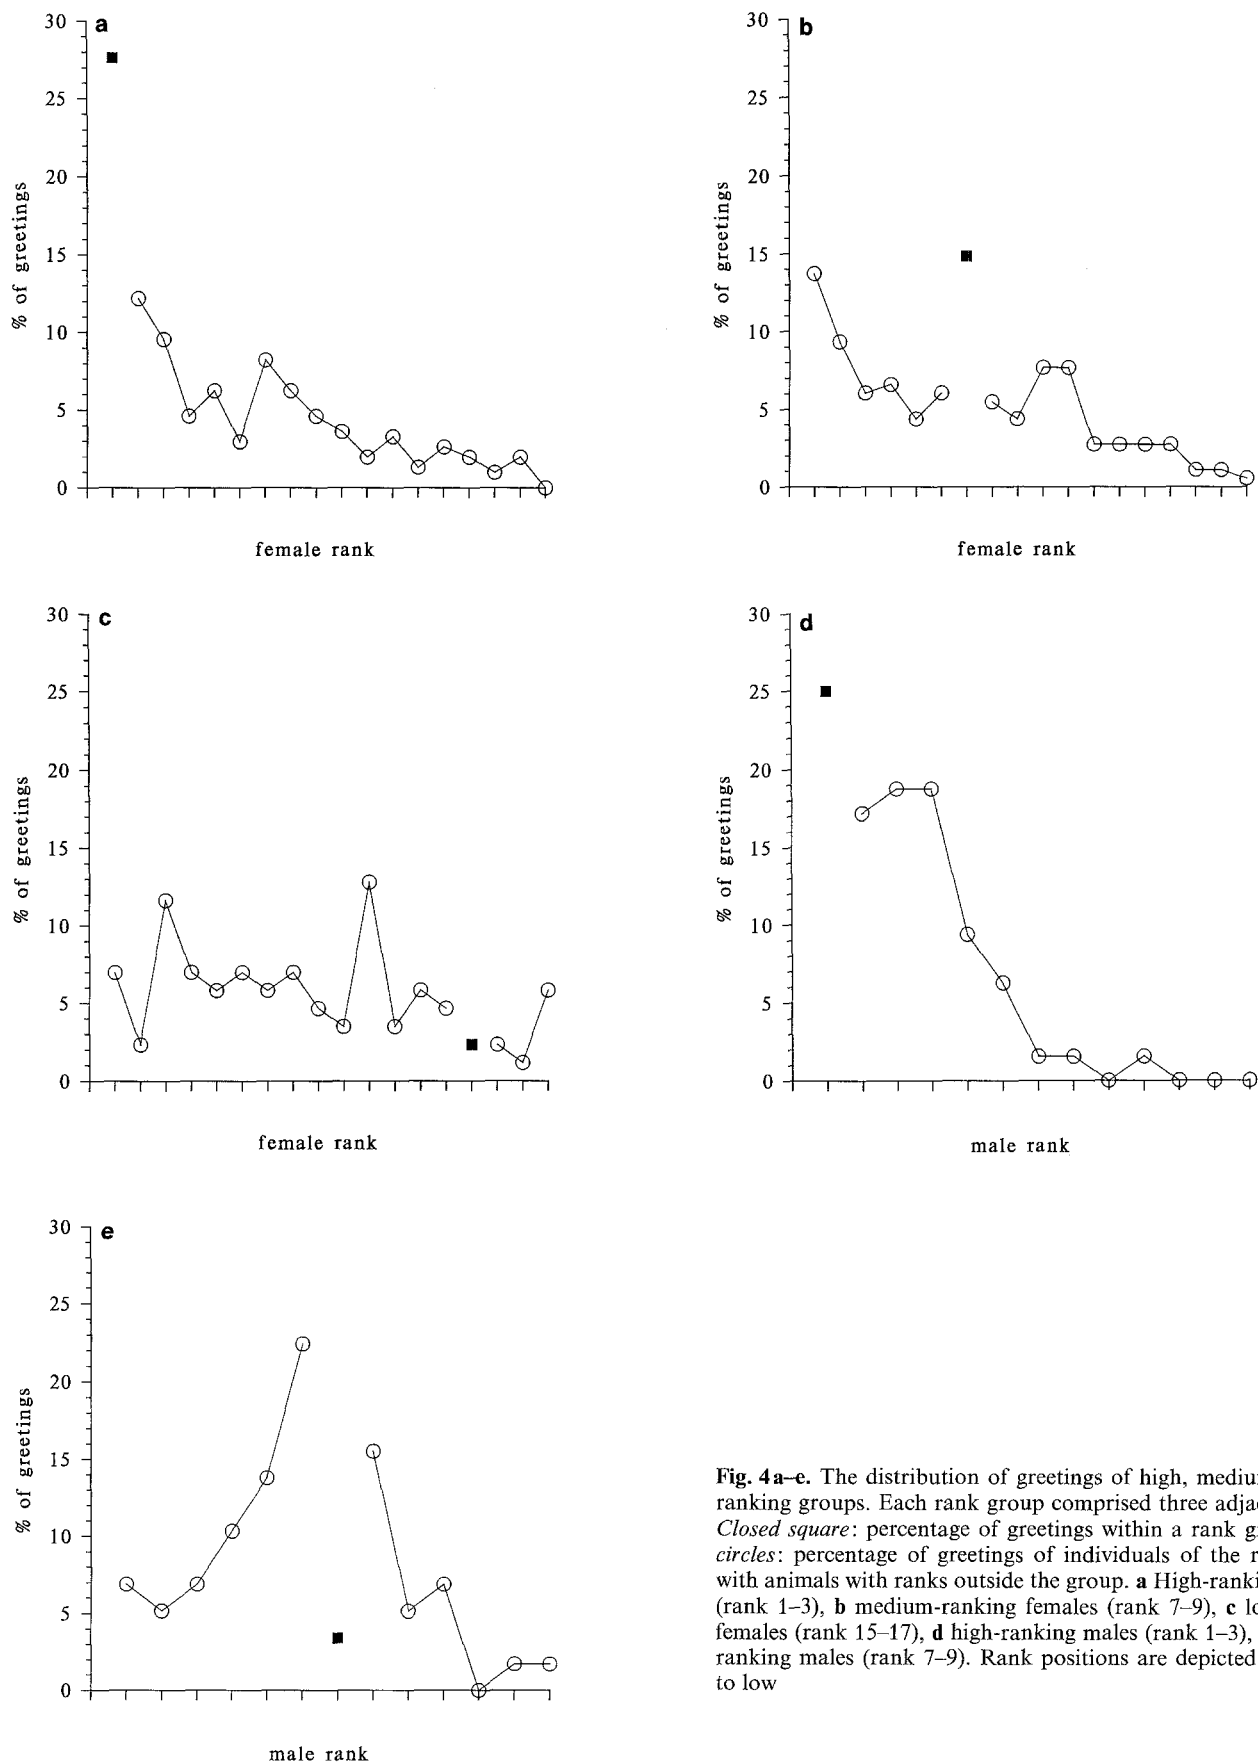 a
30
25
20
15
10
5
0
% of greetings
female rank
b
30
25
20
15
10
5
0
% of greetings
female rank
c
30
25
20
15
10
5
0
% of greetings
female rank
d
30
25
20
15
10
5
0
% of greetings
male rank
e
30
25
20
15
10
5
0
% of greetings
male rank
Fig. 4a–e. The distribution of greetings of high,
ranking groups. Each rank group comprised three
Closed square: percentage of greetings within a rank
circles: percentage of greetings of individuals of the
with animals with ranks outside the group. a
(rank 1–3), b medium-ranking females (rank 7–9), c
females (rank 15–17), d high-ranking males (rank 1–3),
ranking males (rank 7–9). Rank positions are depicted
to low